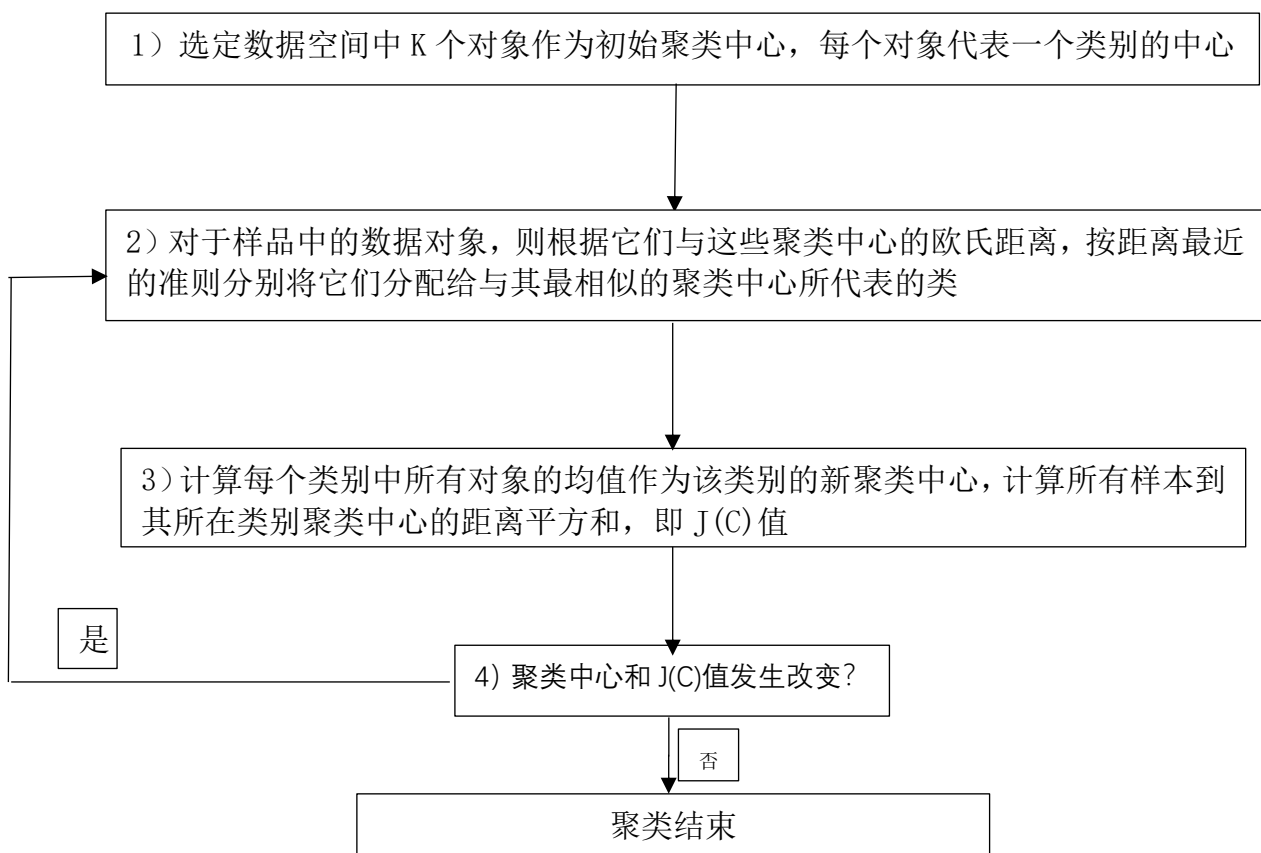 1）选定数据空间中 K 个对象作为初始聚类中心，每个对象代表一个类别的中心
2）对于样品中的数据对象，则根据它们与这些聚类中心的欧氏距离，按距离最近
的准则分别将它们分配给与其最相似的聚类中心所代表的类
3）计算每个类别中所有对象的均值作为该类别的新聚类中心，计算所有样本到
其所在类别聚类中心的距离平方和，即 J(C)值
是
4）聚类中心和 J(C)值发生改变？
否
聚类结束